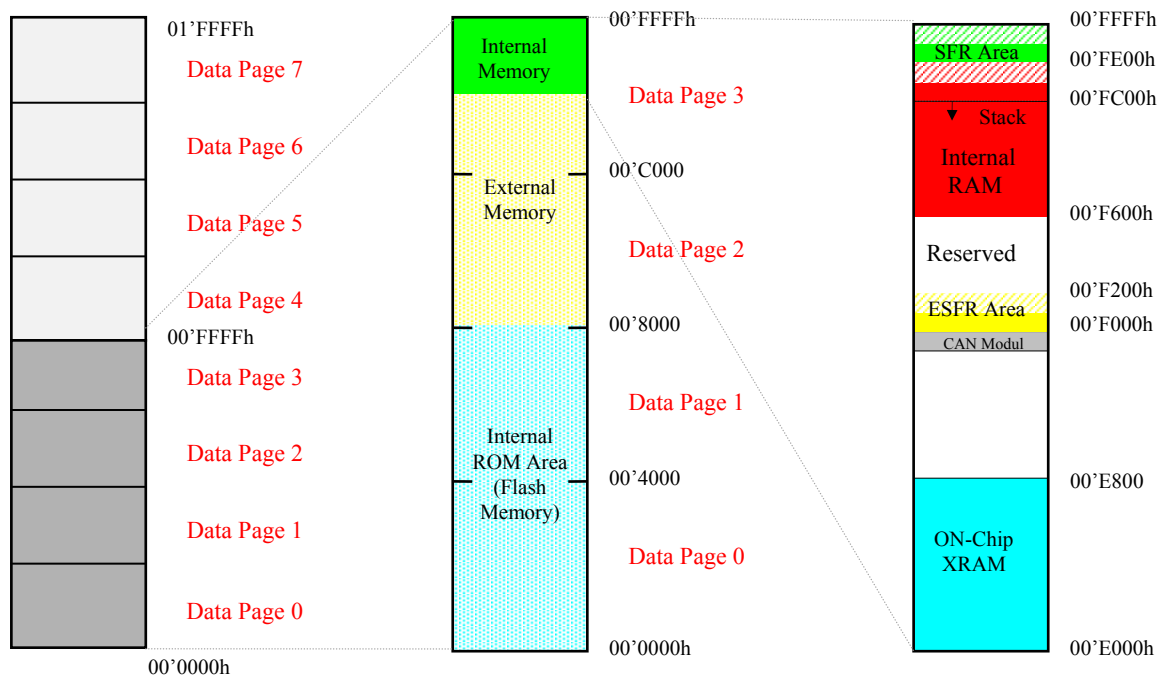 01’FFFFh
Data Page 7
Data Page 6
Data Page 5
Data Page 4
00’FFFFh
Data Page 3
Data Page 2
Data Page 1
Data Page 0
00’0000h
Internal
Memory
External
Memory
Internal
ROM Area
(Flash
Memory)
00’FFFFh
Data Page 3
00’C000
Data Page 2
00’8000
Data Page 1
00’4000
Data Page 0
00’0000h
SFR Area
Stack
Internal
RAM
Reserved
ESFR Area
CAN Modul
ON-Chip
XRAM
00’FFFFh
00’FE00h
00’FC00h
00’F600h
00’F200h
00’F000h
00’E800
00’E000h